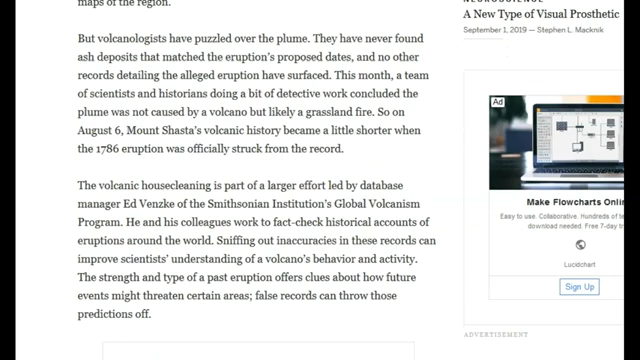 maps of the region.
But volcanologists have puzzled over the plume. They have never found
ash deposits that matched the eruption's proposed dates, and no other
records detailing the alleged eruption have surfaced. This month, a team
of scientists and historians doing a bit of detective work concluded the
plume was not caused by a volcano but likely a grassland fire. So on
August 6, Mount Shasta's volcanic history became a little shorter when
the 1786 eruption was officially struck from the record.
The volcanic housecleaning is part of a larger effort led by database
manager Ed Venzke of the Smithsonian Institution's Global Volcanism
Program. He and his colleagues work to fact-check historical accounts of
eruptions around the world. Sniffing out inaccuracies in these records can
improve scientists' understanding of a volcano's behavior and activity.
The strength and type of a past eruption offers clues about how future
events might threaten certain areas; false records can throw those
predictions off.
NEUROSCIENCE
A New Type of Visual Prosthetic
September 1, 2019 — Stephen L. Macknik
Ad
Make Flowcharts Onlin
Easy to use. Collaborative. Hundreds of te
download needed. Free 7-day tr
Lucidchart
Sign Up
ADVERTISEMENT